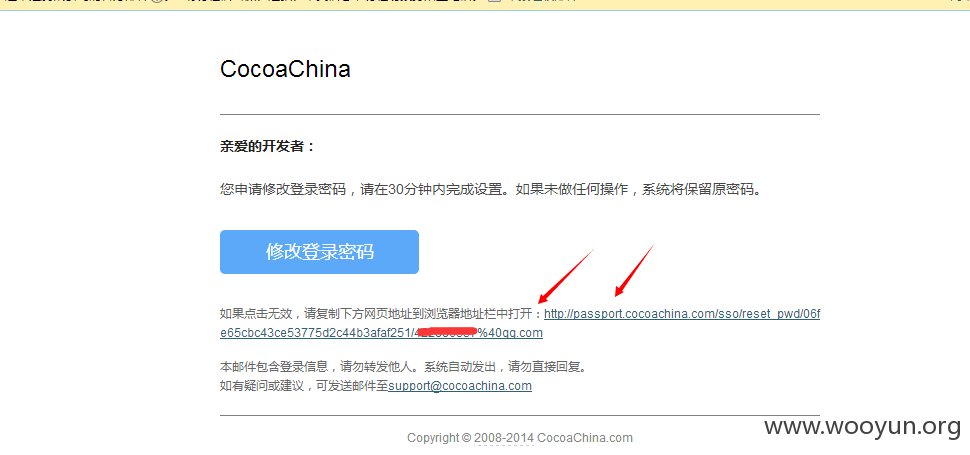 CocoaChina
亲爱的开发者：
您申请修改登录密码，请在30分钟内完成设置。如果未做任何操作，系统将保留原密码。
修改登录密码
如果点击无效，请复制下方网页地址到浏览器地址栏中打开：http://passport.cocoachina.com/sso/reset_pwd/06f
e65cbc43ce53775d2c44b3afaf251/4 %40qq.com
本邮件包含登录信息，请勿转发他人。系统自动发出，请勿直接回复。
如有疑问或建议，可发送邮件至support@cocoachina.com
Copyright © 2008-2014 CocoaChina.com
www.wooyun.org